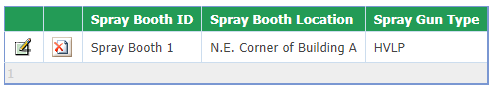 Spray Booth ID Spray Booth Location Spray Gun Type
Spray Booth 1 N.E. Corner of Building A HVLP
1